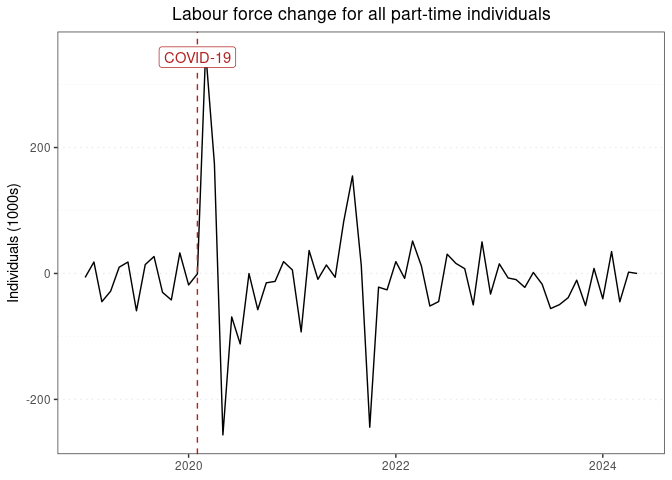 Labour force change for all part-time individuals
COVID-19
Individuals (1000s)
200
0
-200
2020
2022
2024